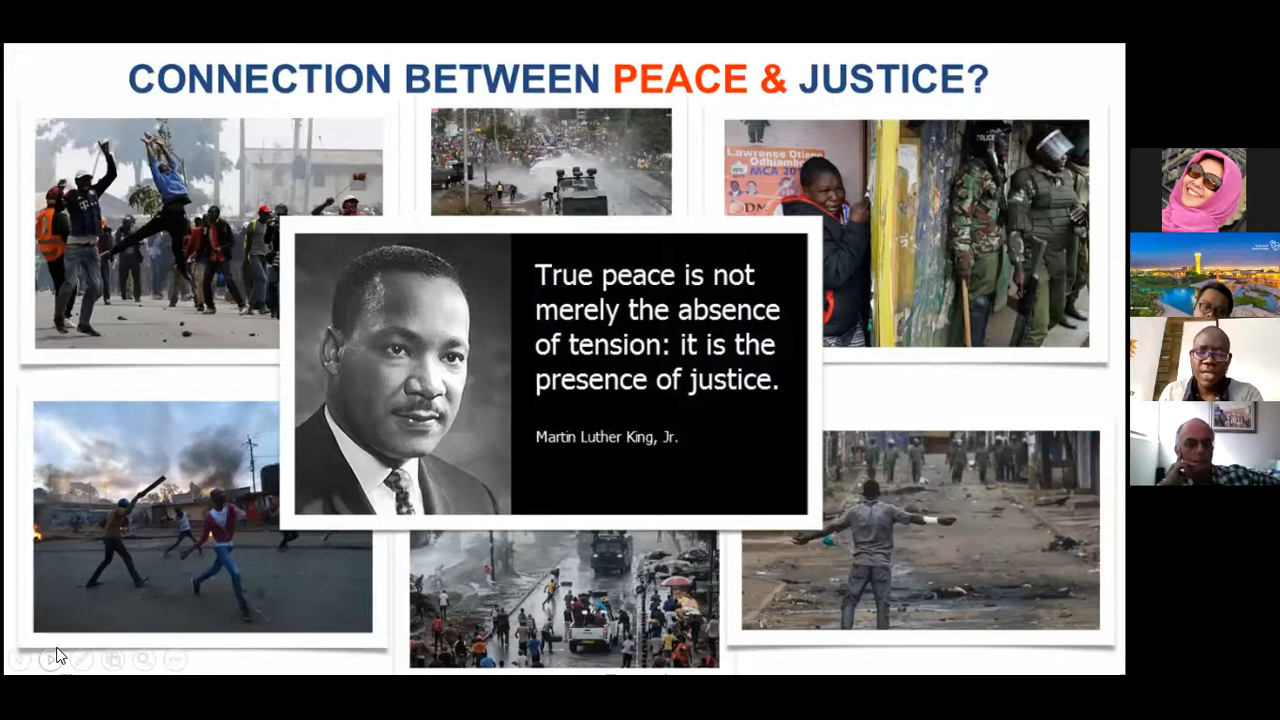 CONNECTION BETWEEN PEACE & JUSTICE?
Lawrence Otieno
Odhiambo
MCA 20
POLICE
True peace is not
merely the absence
of tension: it is the
presence of justice.
Martin Luther King, Jr.